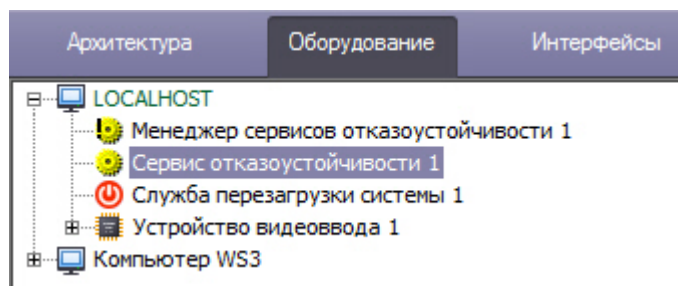 Архитектура Оборудование Интерфейсы
LOCALHOST
Менеджер сервисов отказоустойчивости 1
Сервис отказоустойчивости 1
Служба перезагрузки системы 1
Устройство видеоввода 1
Компьютер WS3